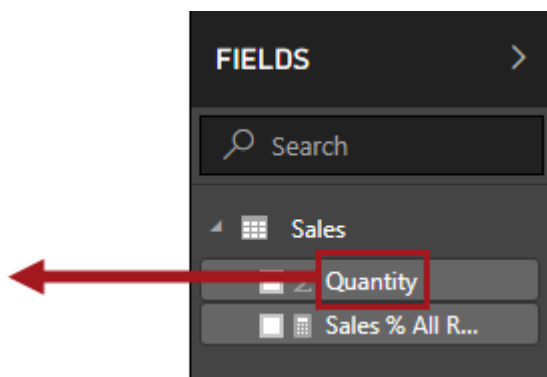 FIELDS
Search
Sales
Quantity
Sales % All R...